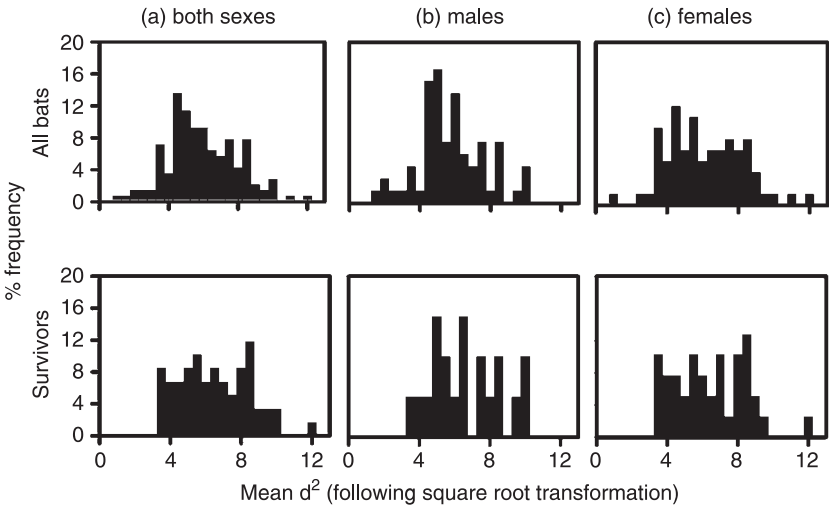 (a) both sexes (b) males (c) females
All bats
20
16
12
8
4
0
% frequency
Survivors
20
16
12
8
4
0
0 4 8 12 0 4 8 12 0 4 8 12
Mean d² (following square root transformation)